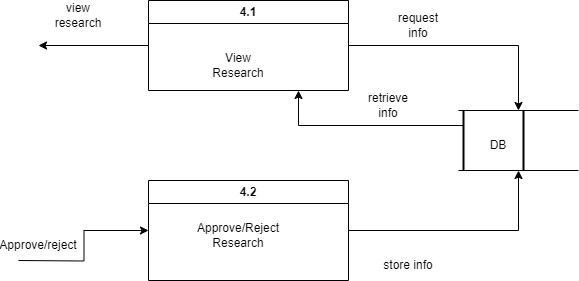 view
research
4.1
View
Research
request
info
retrieve
info
DB
4.2
Approve/Reject
Research
Approve/reject
store info